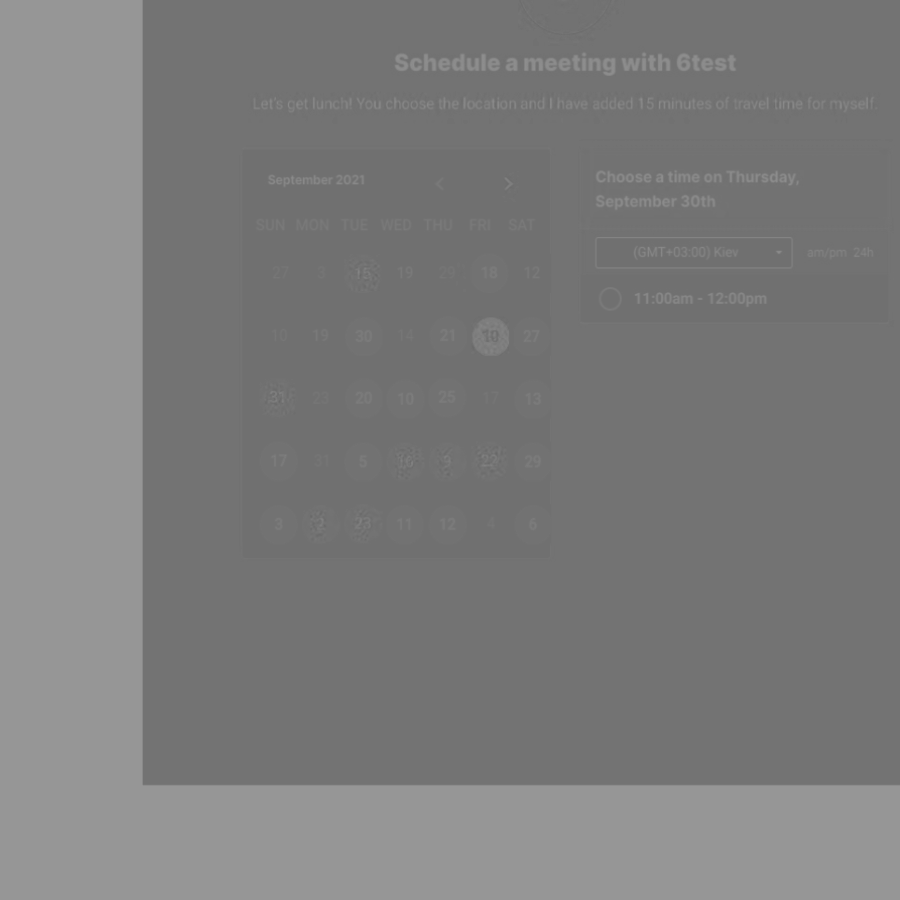 Schedule a meeting with 6test
Let's get lunch! You choose the location and I have added 15 minutes of travel time for myself.
September 2021
SUN MON TUE WED THU FRI SAT
27 3 15 19 29 18 12
10 19 30 14 21 19 27
31 23 20 10 25 17 13
17 31 5 16 3 22 29
3 2 23 11 12 4 6
Choose a time on Thursday,
September 30th
(GMT+03:00) Kiev am/pm 24h
11:00am - 12:00pm